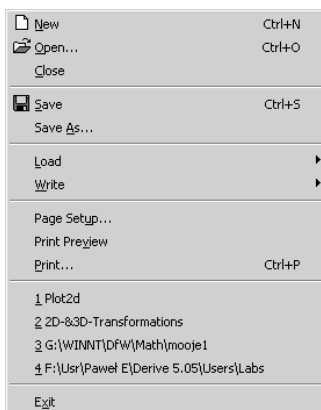 New Ctrl+N
Open... Ctrl+O
Close
Save Ctrl+S
Save As...
Load
Write
Page Setup...
Print Preview
Print... Ctrl+P
1 Plot2d
2 2D-&3D-Transformations
3 G:\WINNT\DfW\Math\mooje1
4 F:\Usr\Paweł E\Derive 5.05\Users\Labs
Exit